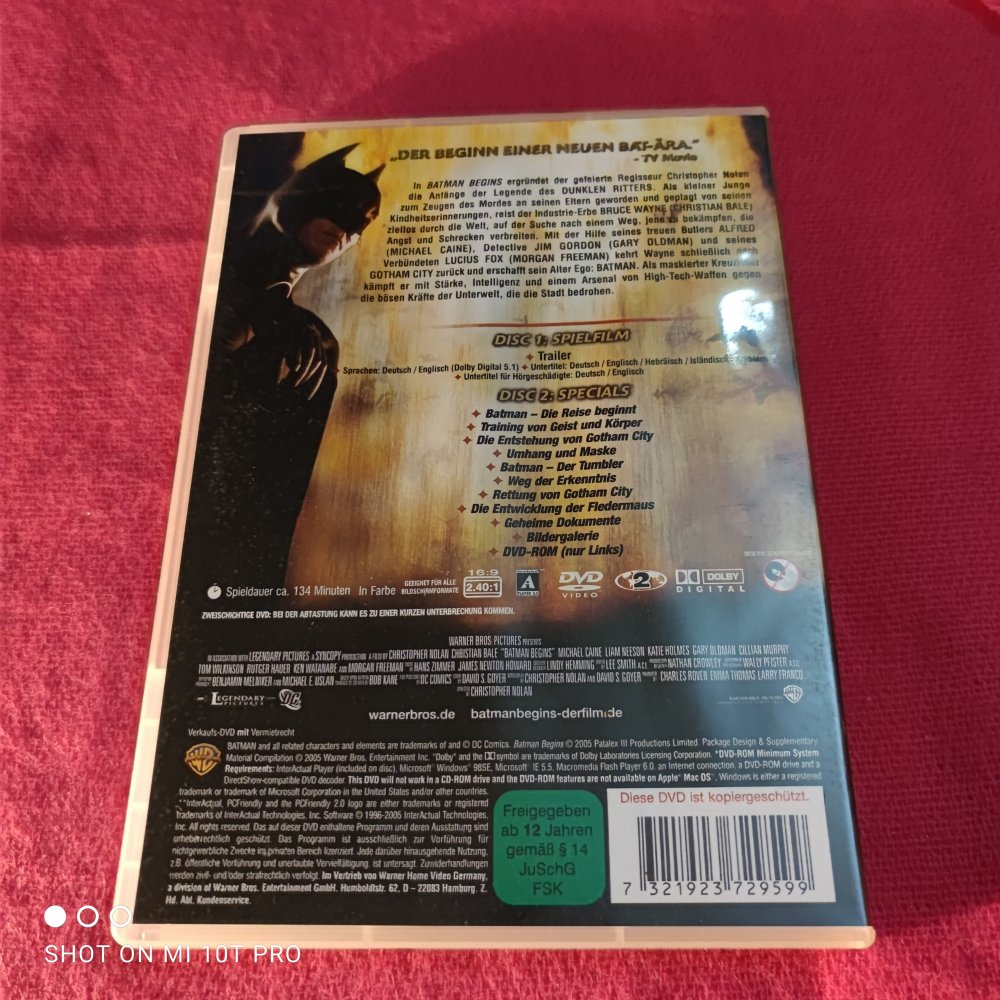 „DER BEGINN EINER NEUEN BAT-ÄRA.“
- TV Movie
In BATMAN BEGINS ergründet der gefeierte Regisseur Christopher Nolan
die Anfänge der Legende des DUNKLEN RITTERS. Als kleiner Junge
zum Zeugen des Mordes an seinen Eltern geworden und geplagt von seinen
Kindheitserinnerungen, reist der Industrie-Erbe BRUCE WAYNE (CHRISTIAN BALE)
ziellos durch die Welt, auf der Suche nach einem Weg, jene zu bekämpfen, die
Angst und Schrecken verbreiten. Mit der Hilfe seines treuen Butlers ALFRED
(MICHAEL CAINE), Detective JIM GORDON (GARY OLDMAN) und seines
Verbündeten LUCIUS FOX (MORGAN FREEMAN) kehrt Wayne schließlich nach
GOTHAM CITY zurück und erschafft sein Alter Ego: BATMAN. Als maskierter Kreuzritter
kämpft er mit Stärke, Intelligenz und einem Arsenal von High-Tech-Waffen gegen
die bösen Kräfte der Unterwelt, die die Stadt bedrohen.
DISC 1: SPIELFILM
Trailer
Sprachen: Deutsch / Englisch (Dolby Digital 5.1) Untertitel: Deutsch / Englisch / Hebräisch / Isländisch
Untertitel für Hörgeschädigte: Deutsch / Englisch
DISC 2: SPECIALS
Batman – Die Reise beginnt
Training von Geist und Körper
Die Entstehung von Gotham City
Umhang und Maske
Batman – Der Tumbler
Weg der Erkenntnis
Rettung von Gotham City
Die Entwicklung der Fledermaus
Geheime Dokumente
Bildergalerie
DVD-ROM (nur Links)
Spieldauer ca. 134 Minuten In Farbe GEEIGNET FÜR ALLE BILDSCHIRMFORMATE 16:9 2.40:1 DVD VIDEO 2 DOLBY DIGITAL
ZWEISCHICHTIGE DVD: BEI DER ABTASTUNG KANN ES ZU EINER KURZEN UNTERBRECHUNG KOMMEN.
WARNER BROS. PICTURES PRESENTS
IN ASSOCIATION WITH LEGENDARY PICTURES A SYNCOPY PRODUCTION A FILM BY CHRISTOPHER NOLAN CHRISTIAN BALE "BATMAN BEGINS" MICHAEL CAINE LIAM NEESON KATIE HOLMES GARY OLDMAN CILLIAN MURPHY
TOM WILKINSON RUTGER HAUER KEN WATANABE AND MORGAN FREEMAN HANS ZIMMER JAMES NEWTON HOWARD LINDY HEMMING LEE SMITH A.C.E. NATHAN CROWLEY WALLY PFISTER A.S.C.
BENJAMIN MELNIKER MICHAEL E. USLAN BOB KANE DC COMICS DAVID S. GOYER CHRISTOPHER NOLAN AND DAVID S. GOYER CHARLES ROVEN EMMA THOMAS LARRY FRANCO
CHRISTOPHER NOLAN
LEGENDARY PICTURES DC
warnerbros.de batmanbegins-derfilm.de
Verkaufs-DVD mit Vermietrecht
BATMAN and all related characters and elements are trademarks of and © DC Comics. Batman Begins © 2005 Patalex III Productions Limited. Package Design & Supplementary
Material Compilation © 2005 Warner Bros. Entertainment Inc. "Dolby" and the DD symbol are trademarks of Dolby Laboratories Licensing Corporation. *DVD-ROM Minimum System
Requirements: InterActual Player (included on disc), Microsoft Windows 98SE, Microsoft IE 5.5, Macromedia Flash Player 6.0, an Internet connection, a DVD-ROM drive and a
DirectShow-compatible DVD decoder. This DVD will not work in a CD-ROM drive and the DVD-ROM features are not available on Apple Mac OS. Windows is either a registered
trademark or trademark of Microsoft Corporation in the United States and/or other countries.
**InterActual, PCFriendly and the PCFriendly 2.0 logo are either trademarks or registered
trademarks of InterActual Technologies, Inc. Software © 1996-2005 InterActual Technologies,
Inc. All rights reserved. Das auf dieser DVD enthaltene Programm und deren Ausstattung sind
urheberrechtlich geschützt. Das Programm ist ausschließlich zur Vorführung für
nichtgewerbliche Zwecke im privaten Bereich lizenziert. Jede darüber hinausgehende Nutzung,
z.B. öffentliche Vorführung und unerlaubte Vervielfältigung, ist untersagt. Zuwiderhandlungen
werden zivil- und/oder strafrechtlich verfolgt. Im Vertrieb von Warner Home Video Germany,
a division of Warner Bros. Entertainment GmbH. Humboldtstr. 62, D – 22083 Hamburg. Z.
Hd. Abt. Kundenservice.
Freigegeben
ab 12 Jahren
gemäß § 14
JuSchG
FSK
Diese DVD ist kopiergeschützt.
7 321923 729599
SHOT ON MI 10T PRO